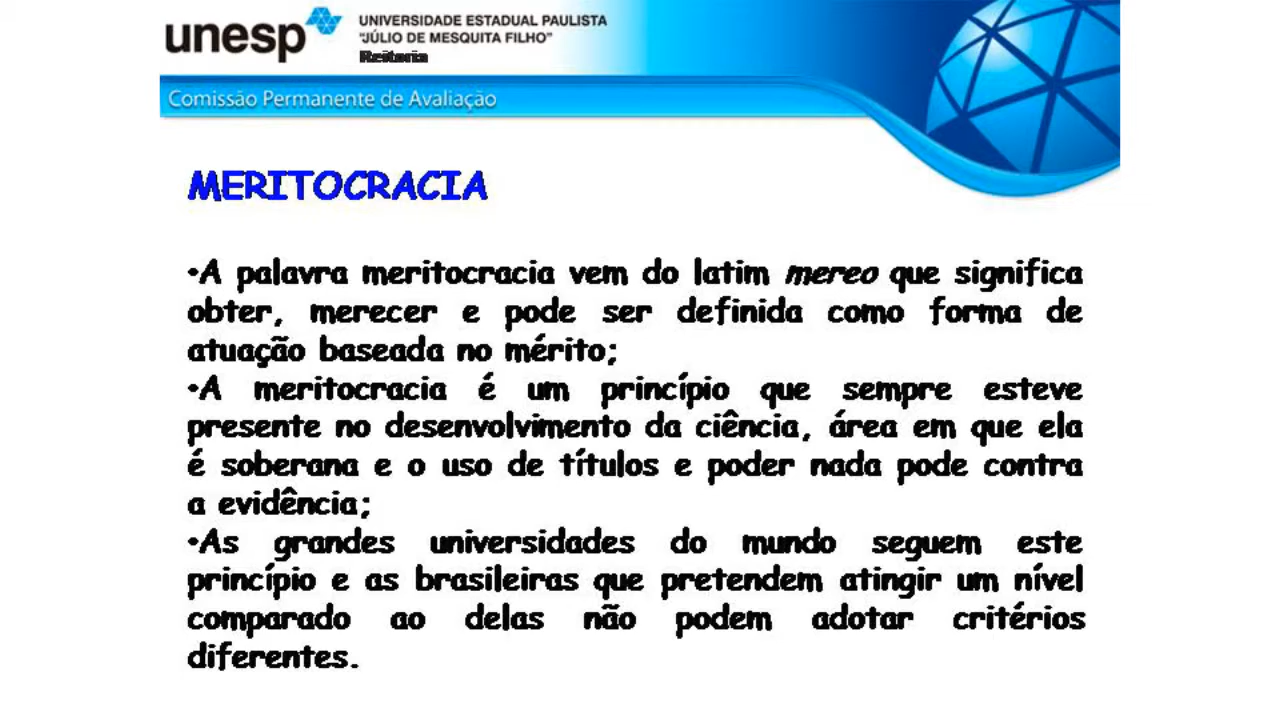 unesp
UNIVERSIDADE ESTADUAL PAULISTA
"JÚLIO DE MESQUITA FILHO"
Reitoria
Comissão Permanente de Avaliação
MERITOCRACIA
•A palavra meritocracia vem do latim mereo que significa
obter, merecer e pode ser definida como forma de
atuação baseada no mérito;
•A meritocracia é um princípio que sempre esteve
presente no desenvolvimento da ciência, área em que ela
é soberana e o uso de títulos e poder nada pode contra
a evidência;
•As grandes universidades do mundo seguem este
princípio e as brasileiras que pretendem atingir um nível
comparado ao delas não podem adotar critérios
diferentes.